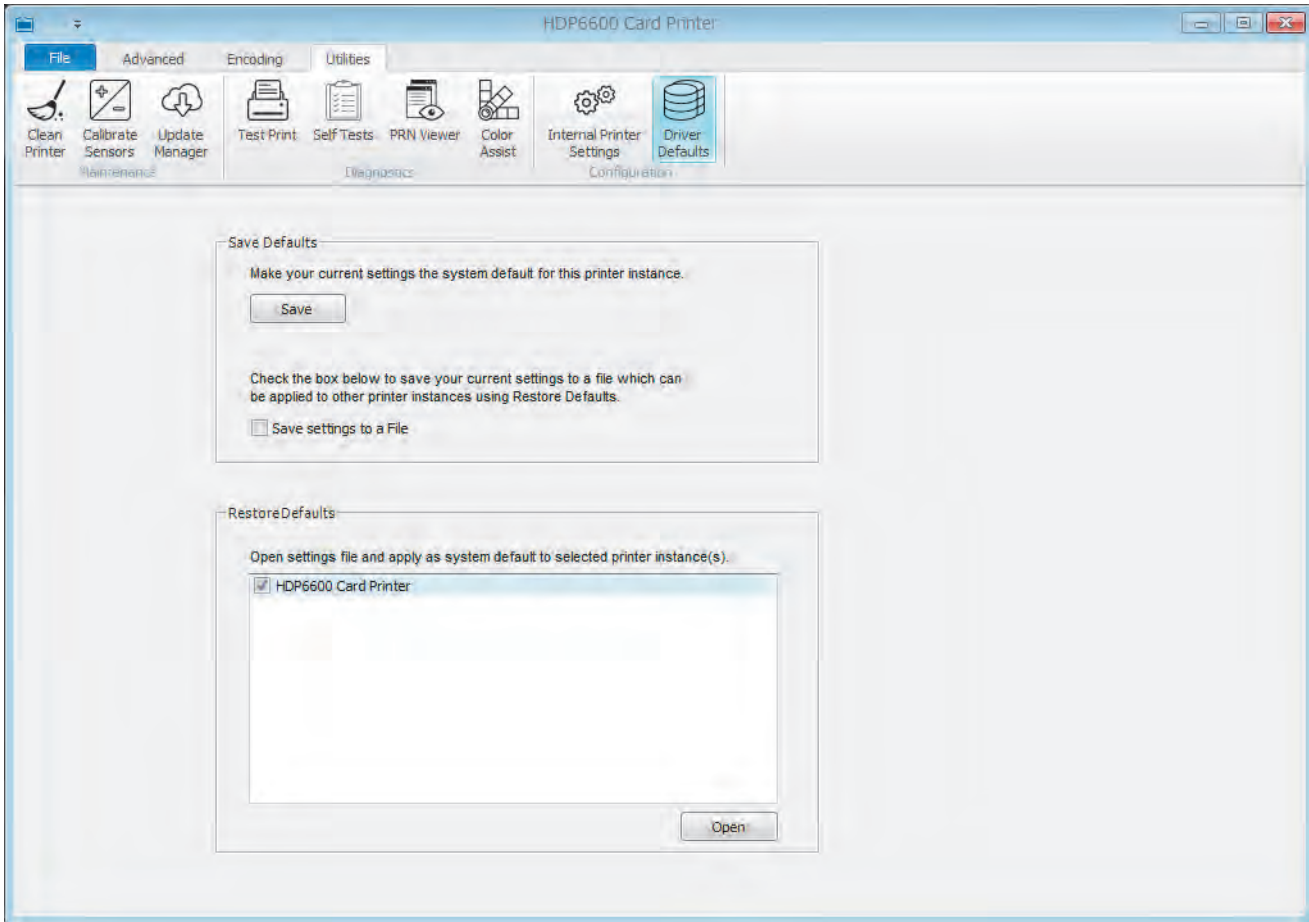 HDP6600 Card Printer
File Advanced Encoding Utilities
Clean Printer
Calibrate Sensors
Update Manager
Test Print
Self Tests
PRN Viewer
Color Assist
Internal Printer Settings
Driver Defaults
Maintenance Diagnostics Configuration
Save Defaults
Make your current settings the system default for this printer instance.
Save
Check the box below to save your current settings to a file which can
be applied to other printer instances using Restore Defaults.
Save settings to a File
RestoreDefaults
Open settings file and apply as system default to selected printer instance(s).
HDP6600 Card Printer
Open